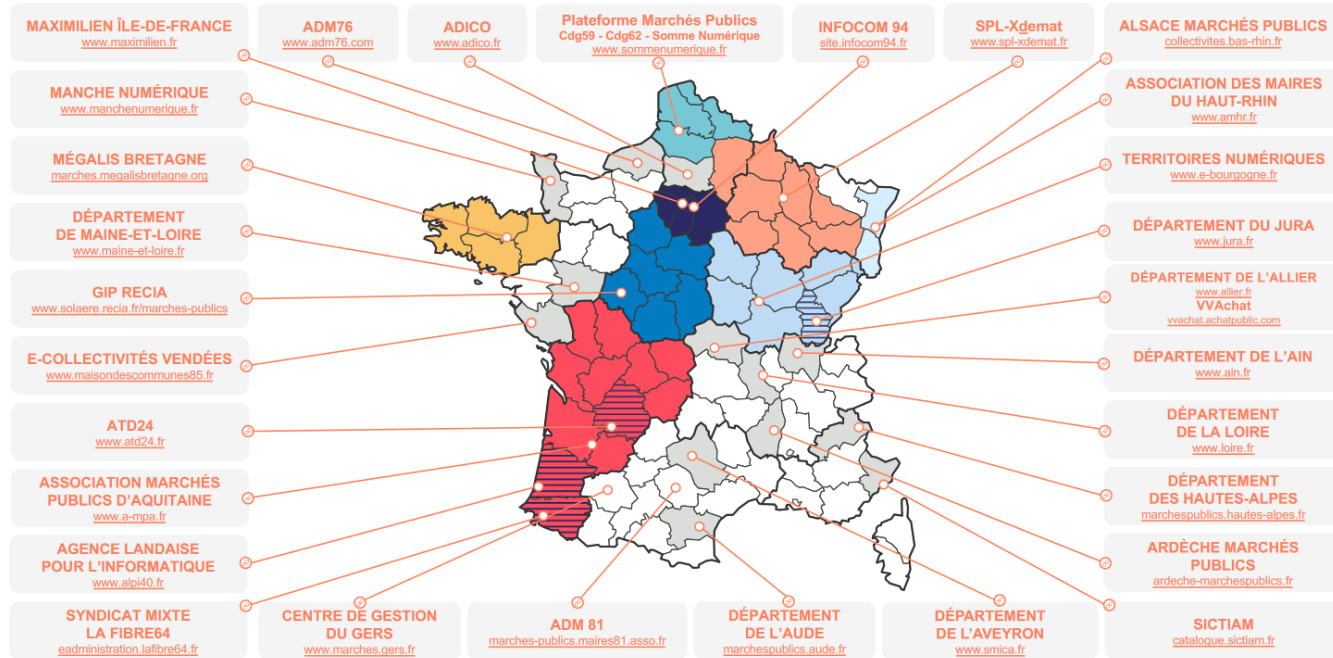 MAXIMILIEN ÎLE-DE-FRANCE
www.maximilien.fr
ADM76
www.adm76.com
ADICO
www.adico.fr
Plateforme Marchés Publics
Cdg59 - Cdg62 - Somme Numérique
www.sommenumerique.fr
INFOCOM 94
site.infocom94.fr
SPL-Xdemat
www.spl-xdemat.fr
ALSACE MARCHÉS PUBLICS
collectivites.bas-rhin.fr
MANCHE NUMÉRIQUE
www.manchenumerique.fr
MÉGALIS BRETAGNE
marches.megalisbretagne.org
DÉPARTEMENT
DE MAINE-ET-LOIRE
www.maine-et-loire.fr
GIP RECIA
www.solaere.recia.fr/marches-publics
E-COLLECTIVITÉS VENDÉES
www.maisondescommunes85.fr
ATD24
www.atd24.fr
ASSOCIATION MARCHÉS
PUBLICS D'AQUITAINE
www.a-mpa.fr
AGENCE LANDAISE
POUR L'INFORMATIQUE
www.alpi40.fr
SYNDICAT MIXTE
LA FIBRE64
eadministration.lafibre64.fr
CENTRE DE GESTION
DU GERS
www.marches.gers.fr
ADM 81
marches-publics.maires81.asso.fr
DÉPARTEMENT
DE L'AUDE
marchespublics.aude.fr
DÉPARTEMENT
DE L'AVEYRON
www.smica.fr
ASSOCIATION DES MAIRES
DU HAUT-RHIN
www.amhr.fr
TERRITOIRES NUMÉRIQUES
www.e-bourgogne.fr
DÉPARTEMENT DU JURA
www.jura.fr
DÉPARTEMENT DE L'ALLIER
www.allier.fr
VVAchat
vvachat.achatpublic.com
DÉPARTEMENT DE L'AIN
www.ain.fr
DÉPARTEMENT
DE LA LOIRE
www.loire.fr
DÉPARTEMENT
DES HAUTES-ALPES
marchespublics.hautes-alpes.fr
ARDÈCHE MARCHÉS
PUBLICS
ardeche-marchespublics.fr
SICTIAM
catalogue.sictiam.fr